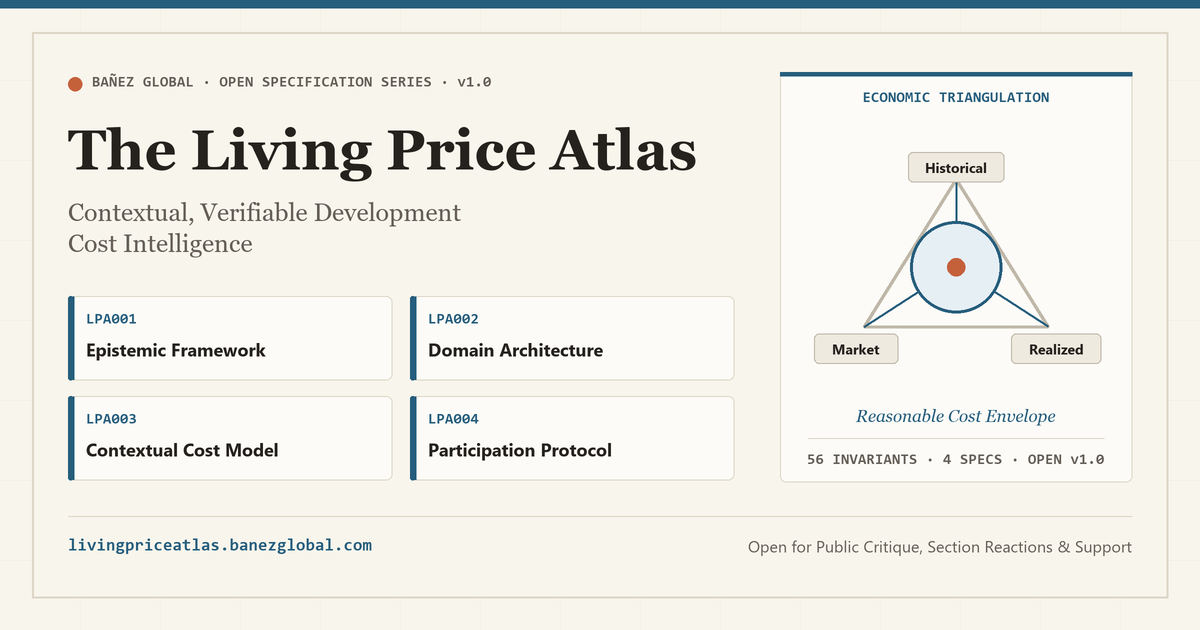 BAÑEZ GLOBAL · OPEN SPECIFICATION SERIES · v1.0
The Living Price Atlas
Contextual, Verifiable Development
Cost Intelligence
LPA001
Epistemic Framework
LPA002
Domain Architecture
LPA003
Contextual Cost Model
LPA004
Participation Protocol
ECONOMIC TRIANGULATION
Historical
Market
Realized
Reasonable Cost Envelope
56 INVARIANTS · 4 SPECS · OPEN v1.0
livingpriceatlas.banezglobal.com
Open for Public Critique, Section Reactions & Support